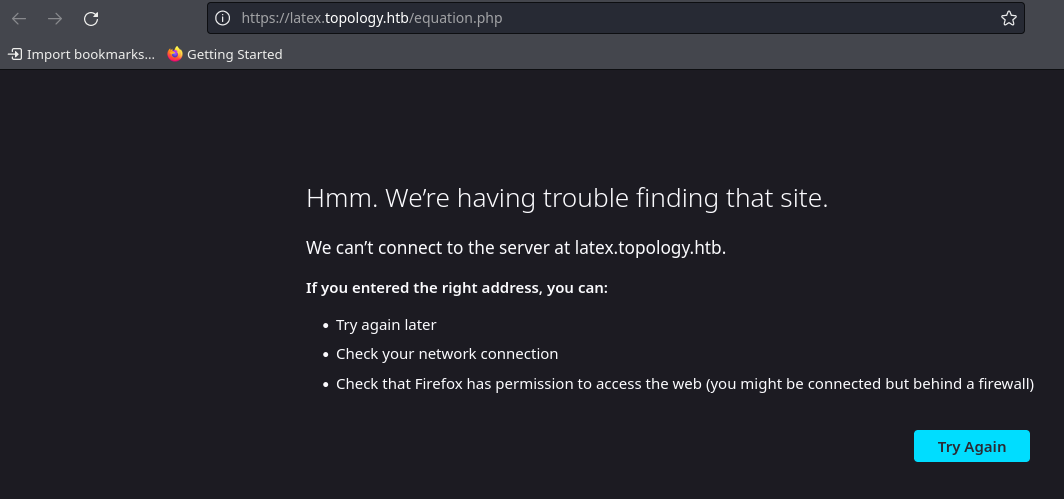 https://latex.topology.htb/equation.php
Import bookmarks... Getting Started
Hmm. We’re having trouble finding that site.
We can’t connect to the server at latex.topology.htb.
If you entered the right address, you can:
• Try again later
• Check your network connection
• Check that Firefox has permission to access the web (you might be connected but behind a firewall)
Try Again